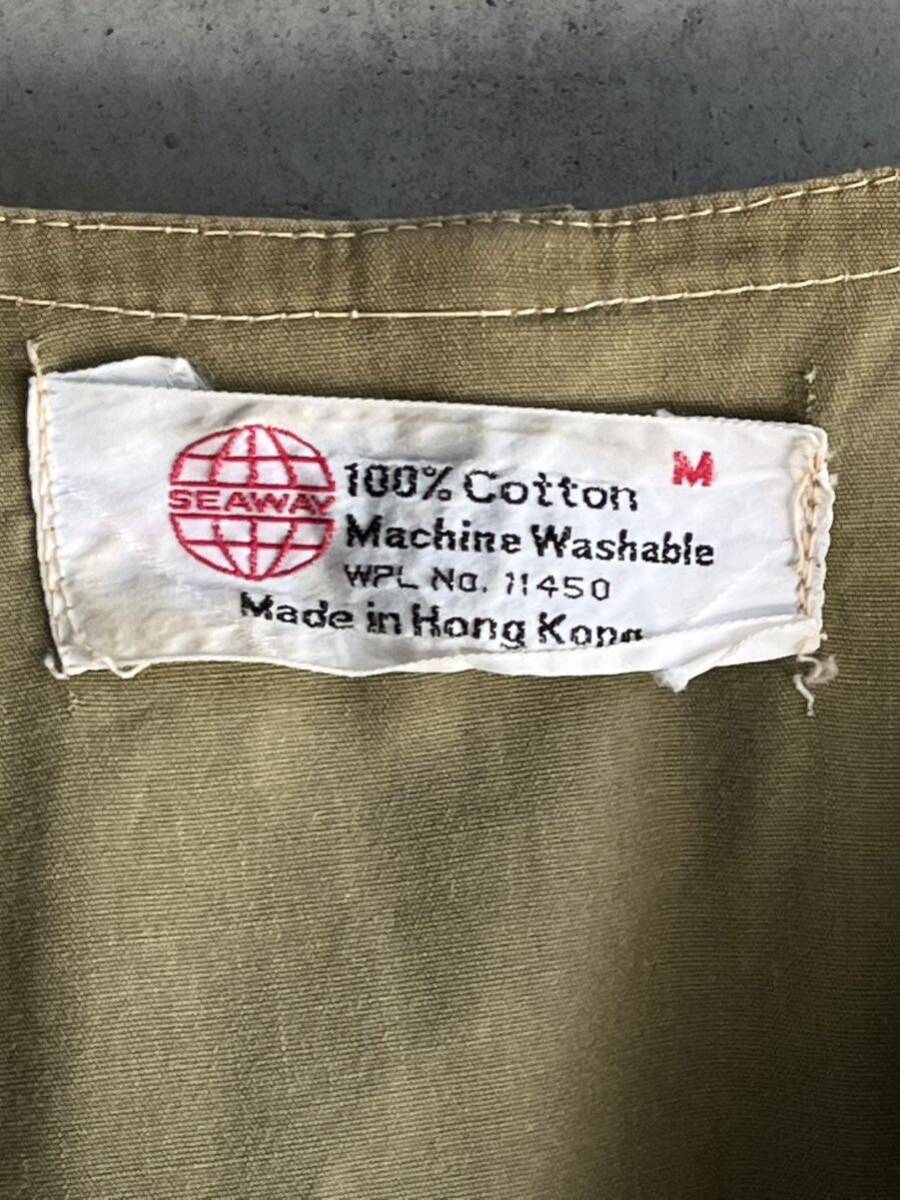 M
SEAWAY
100% Cotton
Machine Washable
WPL No. 11450
Made in Hong Kong